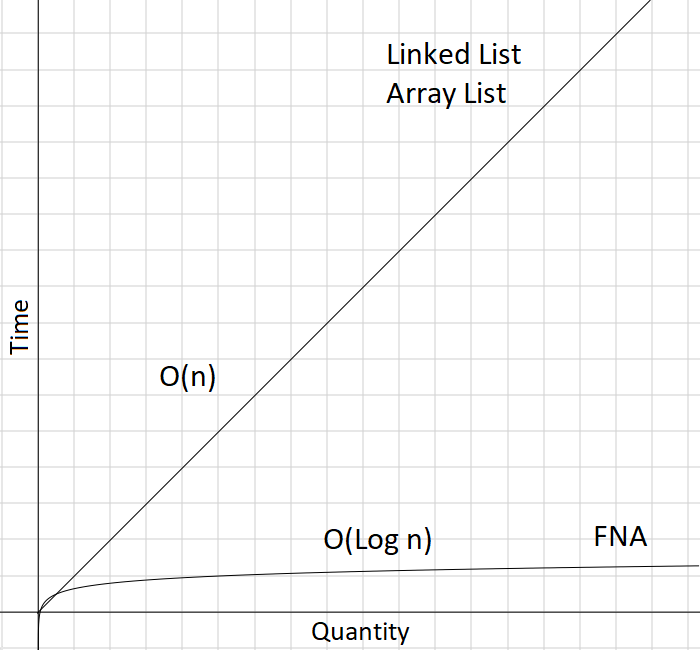 Linked List
Array List
Time
O(n)
O(Log n)
FNA
Quantity